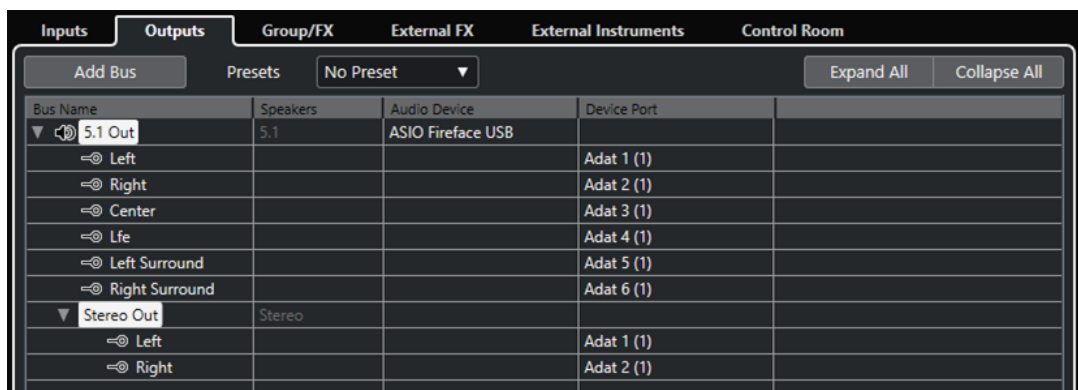 Inputs Outputs Group/FX External FX External Instruments Control Room
Add Bus Presets No Preset Expand All Collapse All
Bus Name Speakers Audio Device Device Port
5.1 Out 5.1 ASIO Fireface USB
Left Adat 1 (1)
Right Adat 2 (1)
Center Adat 3 (1)
Lfe Adat 4 (1)
Left Surround Adat 5 (1)
Right Surround Adat 6 (1)
Stereo Out Stereo
Left Adat 1 (1)
Right Adat 2 (1)